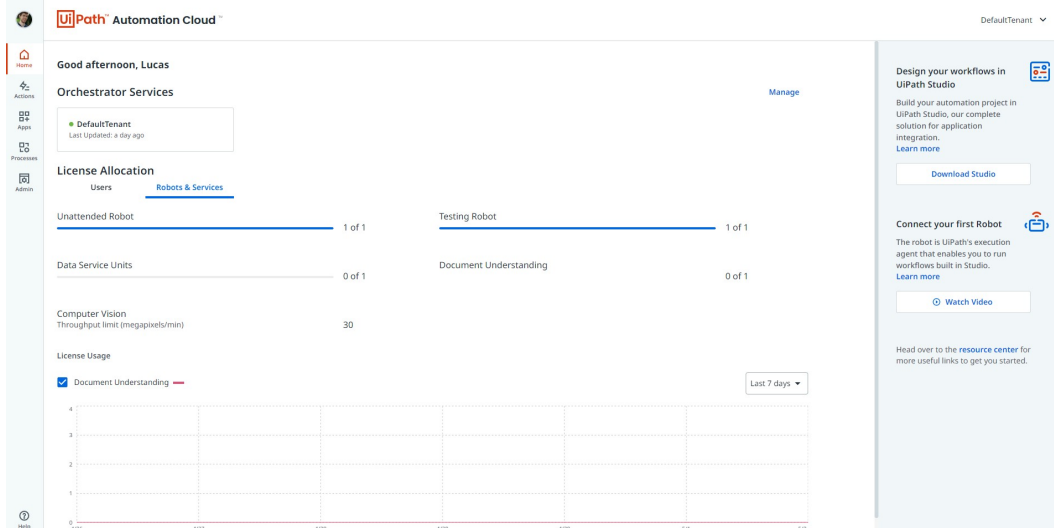 UiPath™ Automation Cloud ™
DefaultTenant
Home
Actions
Apps
Processes
Admin
Help
Good afternoon, Lucas
Orchestrator Services
Manage
DefaultTenant
Last Updated: a day ago
License Allocation
Users
Robots & Services
Unattended Robot
1 of 1
Testing Robot
1 of 1
Data Service Units
0 of 1
Document Understanding
0 of 1
Computer Vision
Throughput limit (megapixels/min)
30
License Usage
Document Understanding
Last 7 days
4
3
2
1
0
Design your workflows in
UiPath Studio
Build your automation project in
UiPath Studio, our complete
solution for application
integration.
Learn more
Download Studio
Connect your first Robot
The robot is UiPath's execution
agent that enables you to run
workflows built in Studio.
Learn more
Watch Video
Head over to the resource center for
more useful links to get you started.